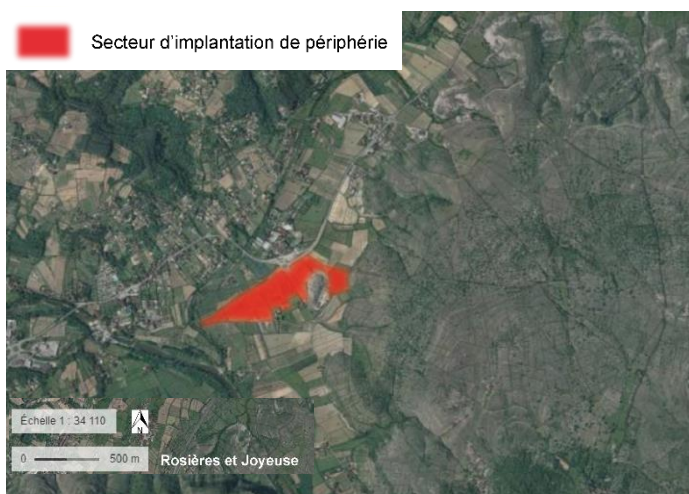 Secteur d’implantation de périphérie
Échelle 1 : 34 110
N
0 500 m
Rosières et Joyeuse